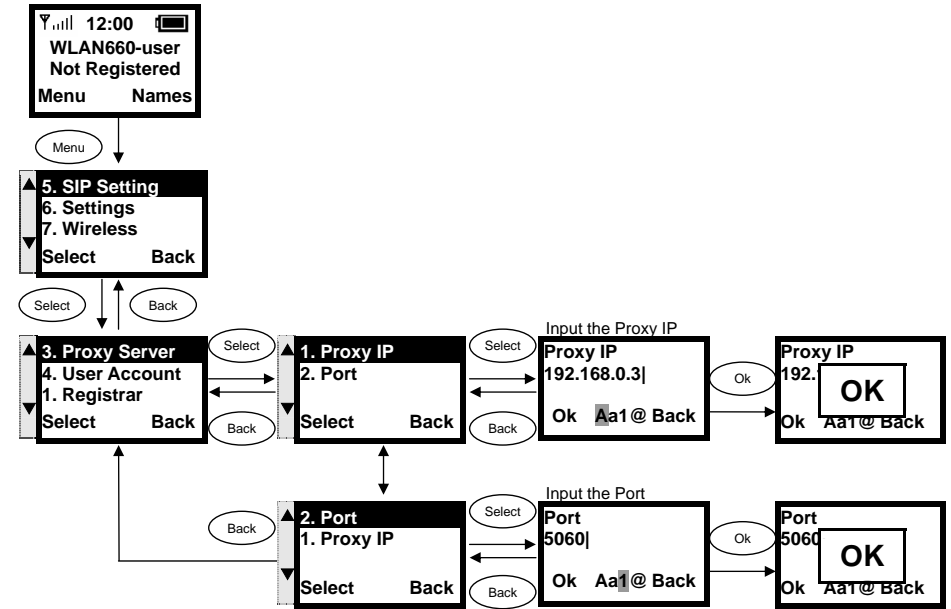 12:00
WLAN660-user
Not Registered
Menu Names
Menu
5. SIP Setting
6. Settings
7. Wireless
Select Back
Select
Back
3. Proxy Server
4. User Account
1. Registrar
Select Back
Select
Back
1. Proxy IP
2. Port
Select Back
Select
Back
Input the Proxy IP
Proxy IP
192.168.0.3|
Ok Aa1@ Back
Ok
Proxy IP
192.
OK
Ok Aa1@ Back
Back
2. Port
1. Proxy IP
Select Back
Select
Back
Input the Port
Port
5060|
Ok Aa1@ Back
Ok
Port
5060
OK
Ok Aa1@ Back